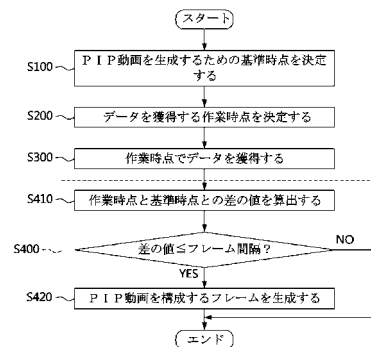 スタート
S100
PIP動画を生成するための基準時点を決定
する
S200
データを獲得する作業時点を決定する
S300
作業時点でデータを獲得する
S410
作業時点と基準時点との差の値を算出する
S400
差の値≦フレーム間隔？
NO
YES
S420
PIP動画を構成するフレームを生成する
エンド